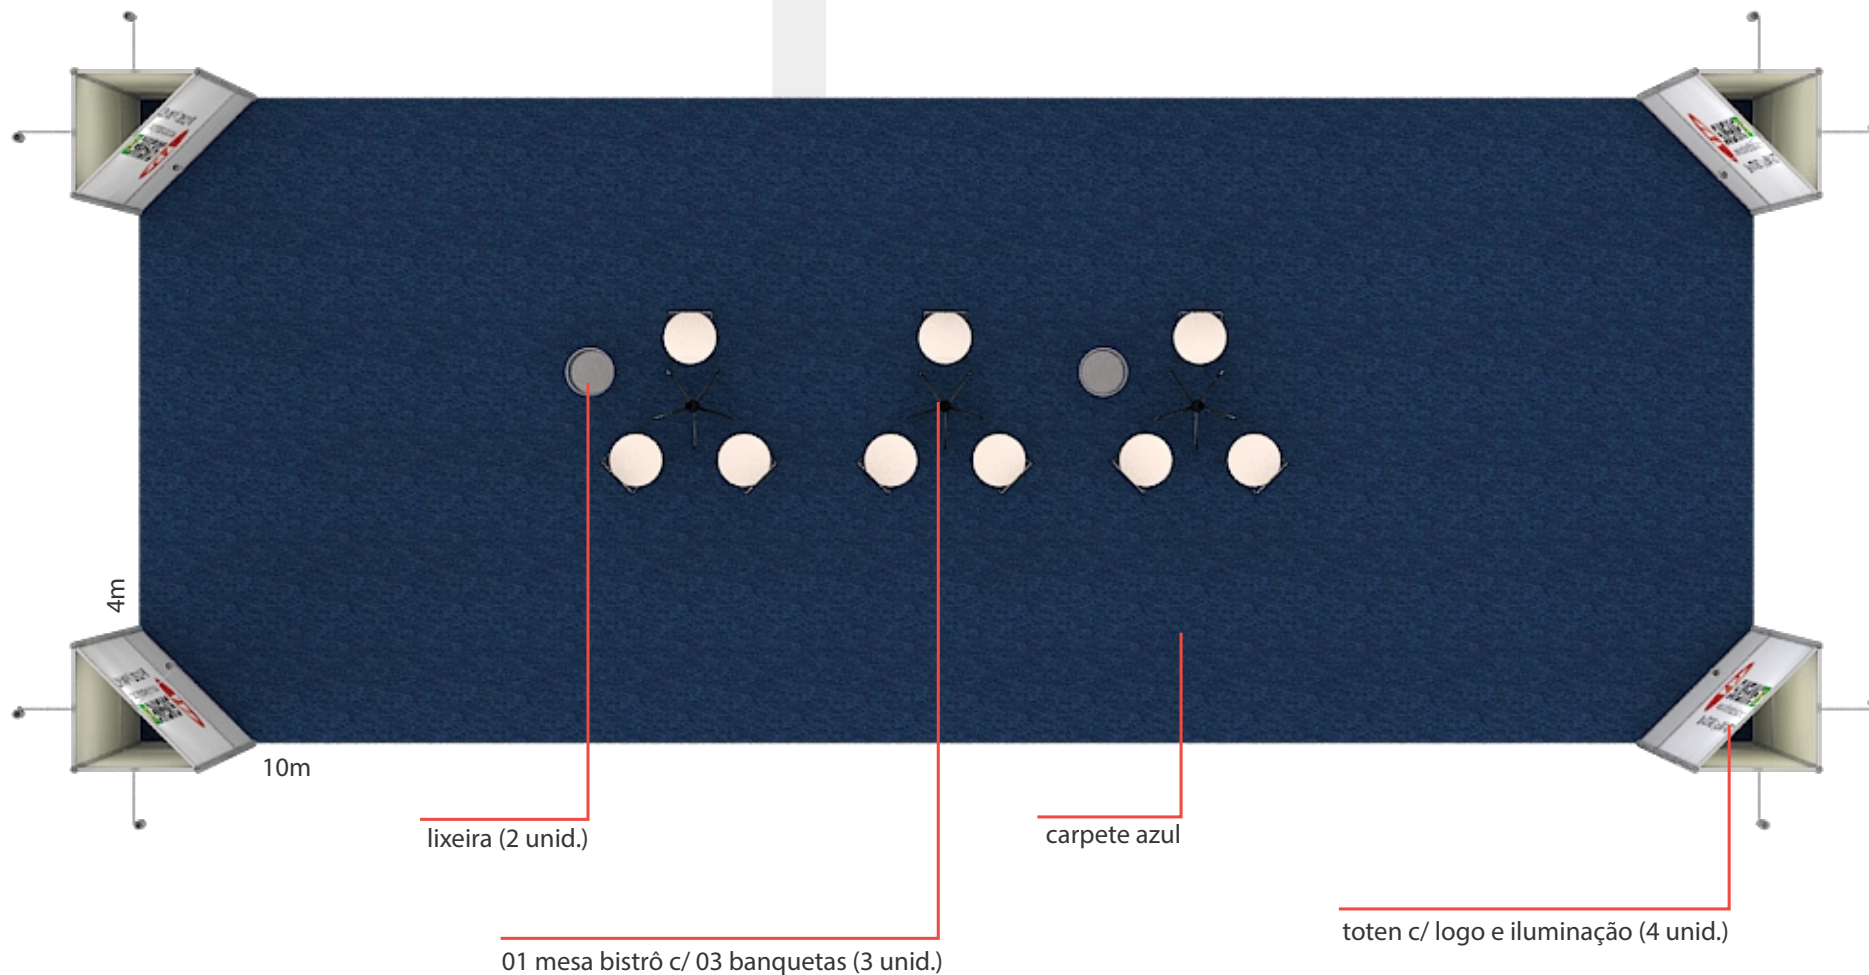 4m
10m
lixeira (2 unid.)
carpete azul
toten c/ logo e iluminação (4 unid.)
01 mesa bistrô c/ 03 banquetas (3 unid.)